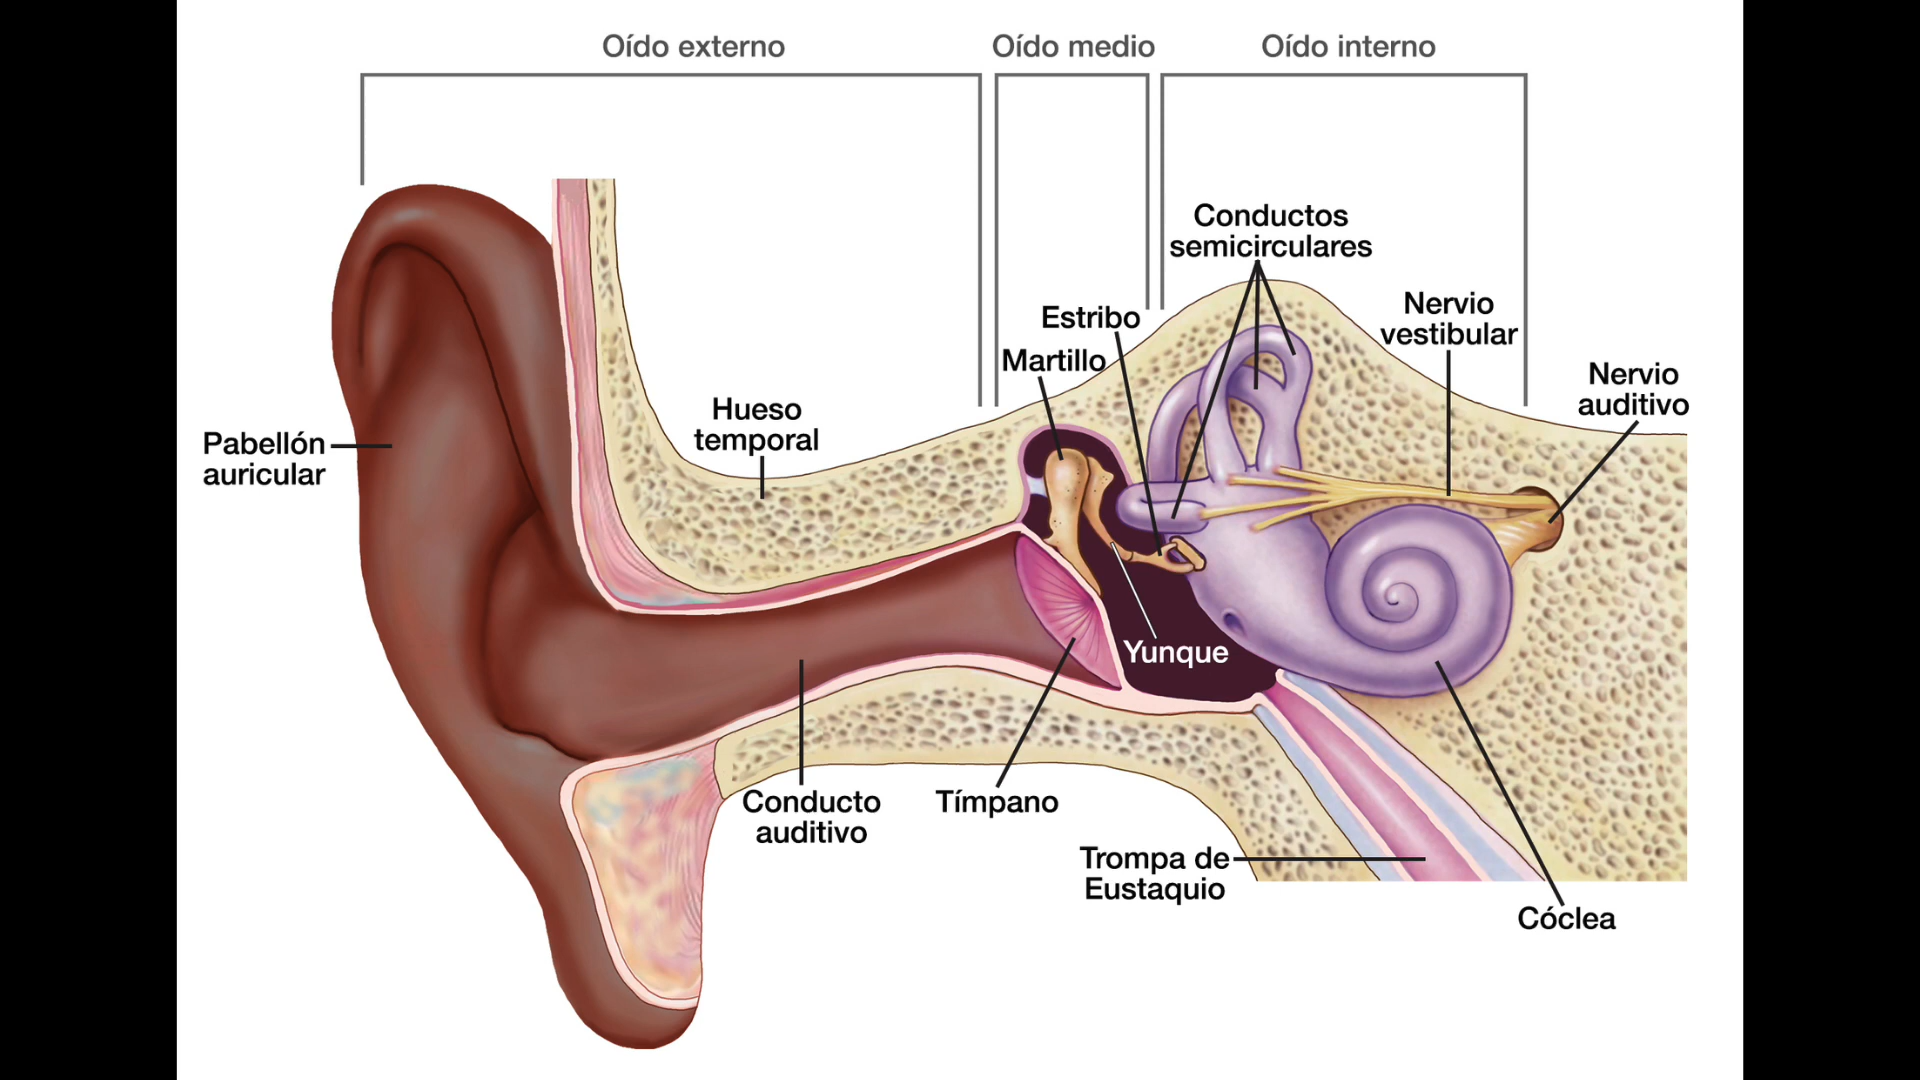 Oído externo
Oído medio
Oído interno
Conductos
semicirculares
Estribo
Martillo
Nervio
vestibular
Nervio
auditivo
Hueso
temporal
Pabellón
auricular
Yunque
Conducto
auditivo
Tímpano
Trompa de
Eustaquio
Cóclea